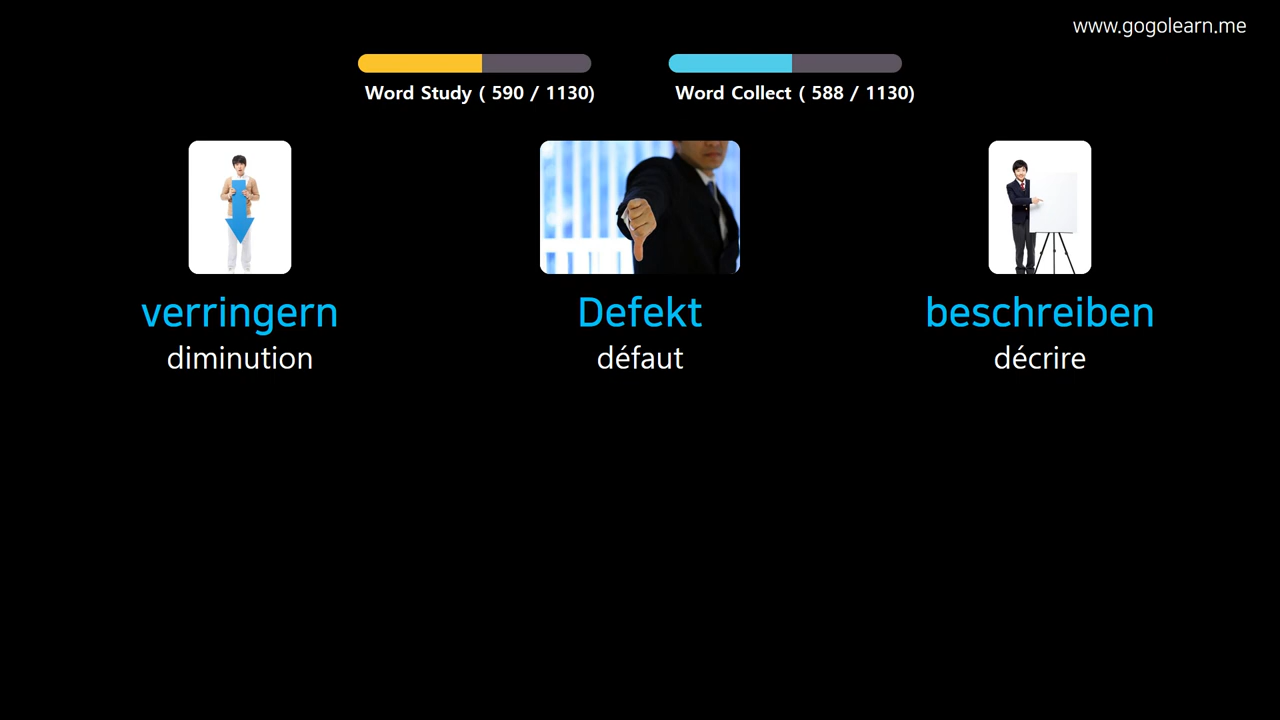 www.gogolearn.me
Word Study ( 590 / 1130)
Word Collect ( 588 / 1130)
verringern
diminution
Defekt
défaut
beschreiben
décrire